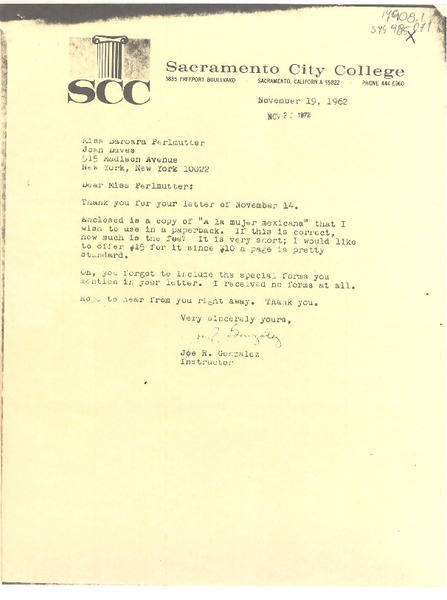 SCC
Sacramento City College
3835 FREEPORT BOULEVARD SACRAMENTO, CALIFORNIA 95822 PHONE 444 6960
November 19, 1962
NOV 1972
Miss Barbara Perlmutter
Joan Daves
515 Madison Avenue
New York, New York 10022
Dear Miss Perlmutter:
Thank you for your letter of November 14.
Enclosed is a copy of "A la mujer mexicana" that I
wish to use in a paperback. If this is correct,
how much is the fee? It is very short; I would like
to offer $15 for it since $10 a page is pretty
standard.
Oh, you forgot to include the special forms you
mention in your letter. I received no forms at all.
Hope to hear from you right away. Thank you.
Very sincerely yours,
Joe R. Gonzalez
Instructor